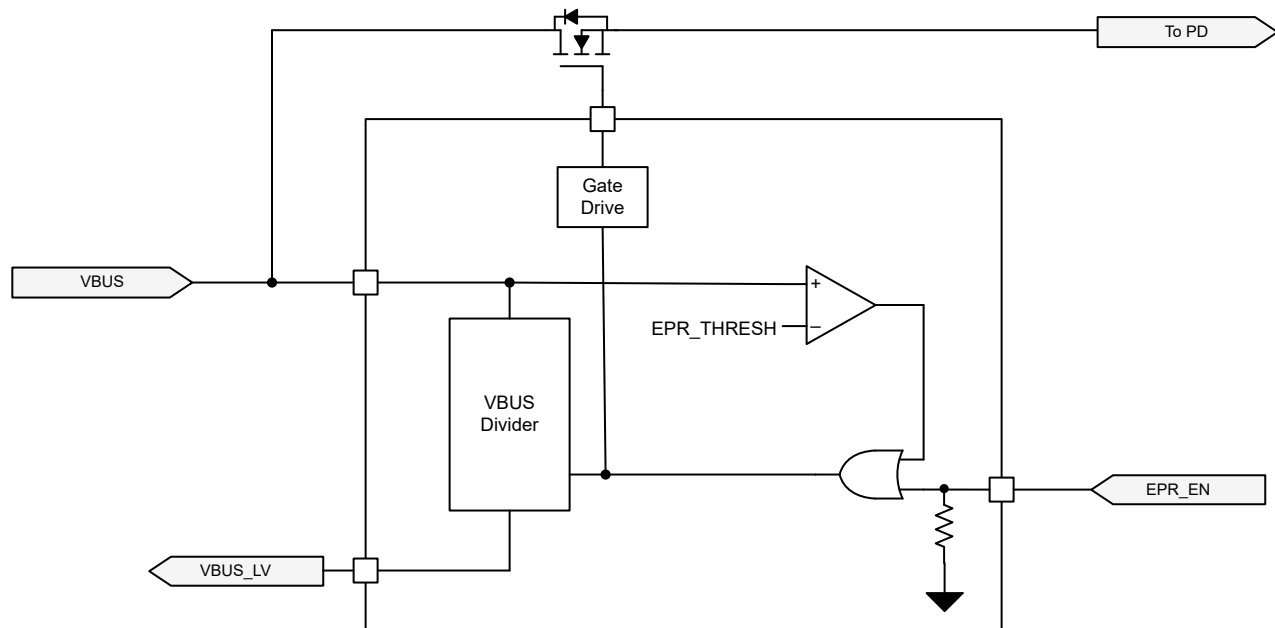 To PD
Gate
Drive
VBUS
+
EPR_THRESH
–
VBUS
Divider
EPR_EN
VBUS_LV